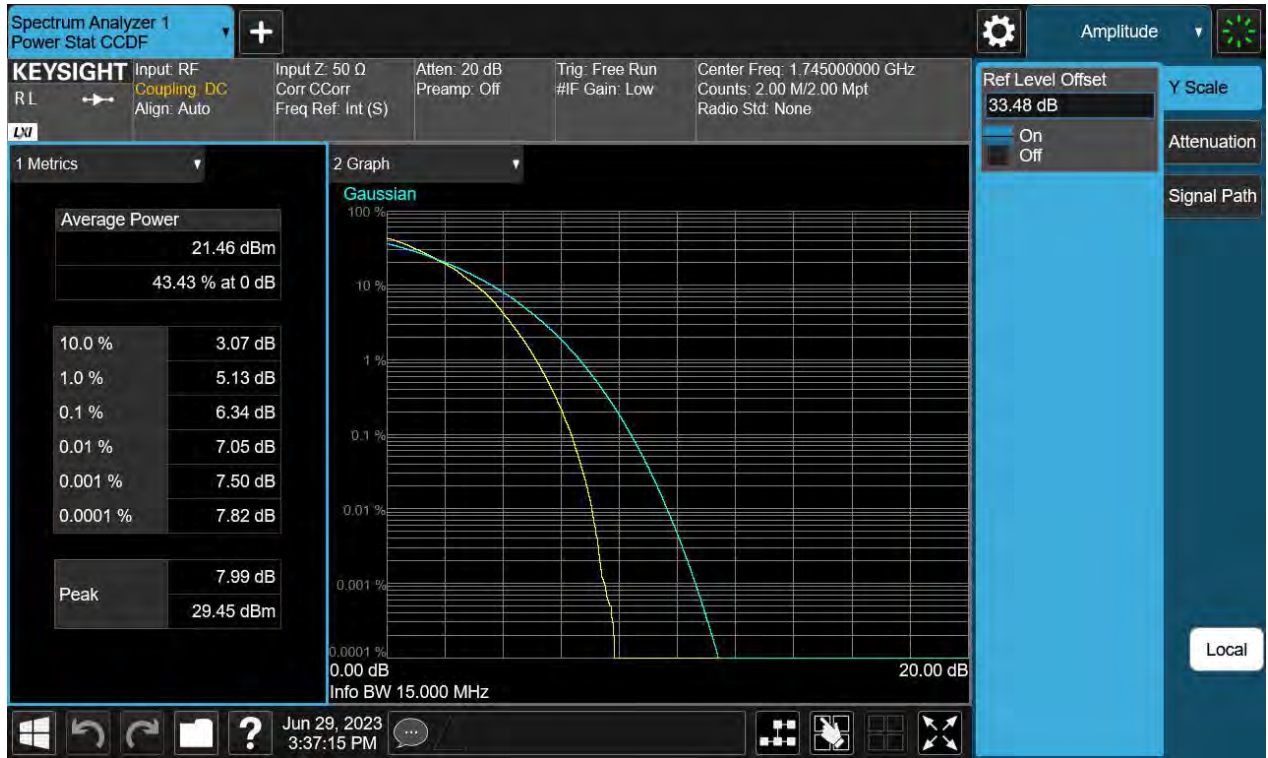 Spectrum Analyzer 1
Power Stat CCDF
+
Amplitude
KEYSIGHT
RL
LXI
Input: RF
Coupling: DC
Align: Auto
Input Z: 50 Ω
Corr CCorr
Freq Ref: Int (S)
Atten: 20 dB
Preamp: Off
Trig: Free Run
#IF Gain: Low
Center Freq: 1.745000000 GHz
Counts: 2.00 M/2.00 Mpt
Radio Std: None
Ref Level Offset
33.48 dB
On
Off
Y Scale
Attenuation
Signal Path
Local
1 Metrics
Average Power
21.46 dBm
43.43 % at 0 dB
10.0 % 3.07 dB
1.0 % 5.13 dB
0.1 % 6.34 dB
0.01 % 7.05 dB
0.001 % 7.50 dB
0.0001 % 7.82 dB
Peak
7.99 dB
29.45 dBm
2 Graph
Gaussian
100 %
10 %
1 %
0.1 %
0.01 %
0.001 %
0.0001 %
0.00 dB 20.00 dB
Info BW 15.000 MHz
?
Jun 29, 2023
3:37:15 PM